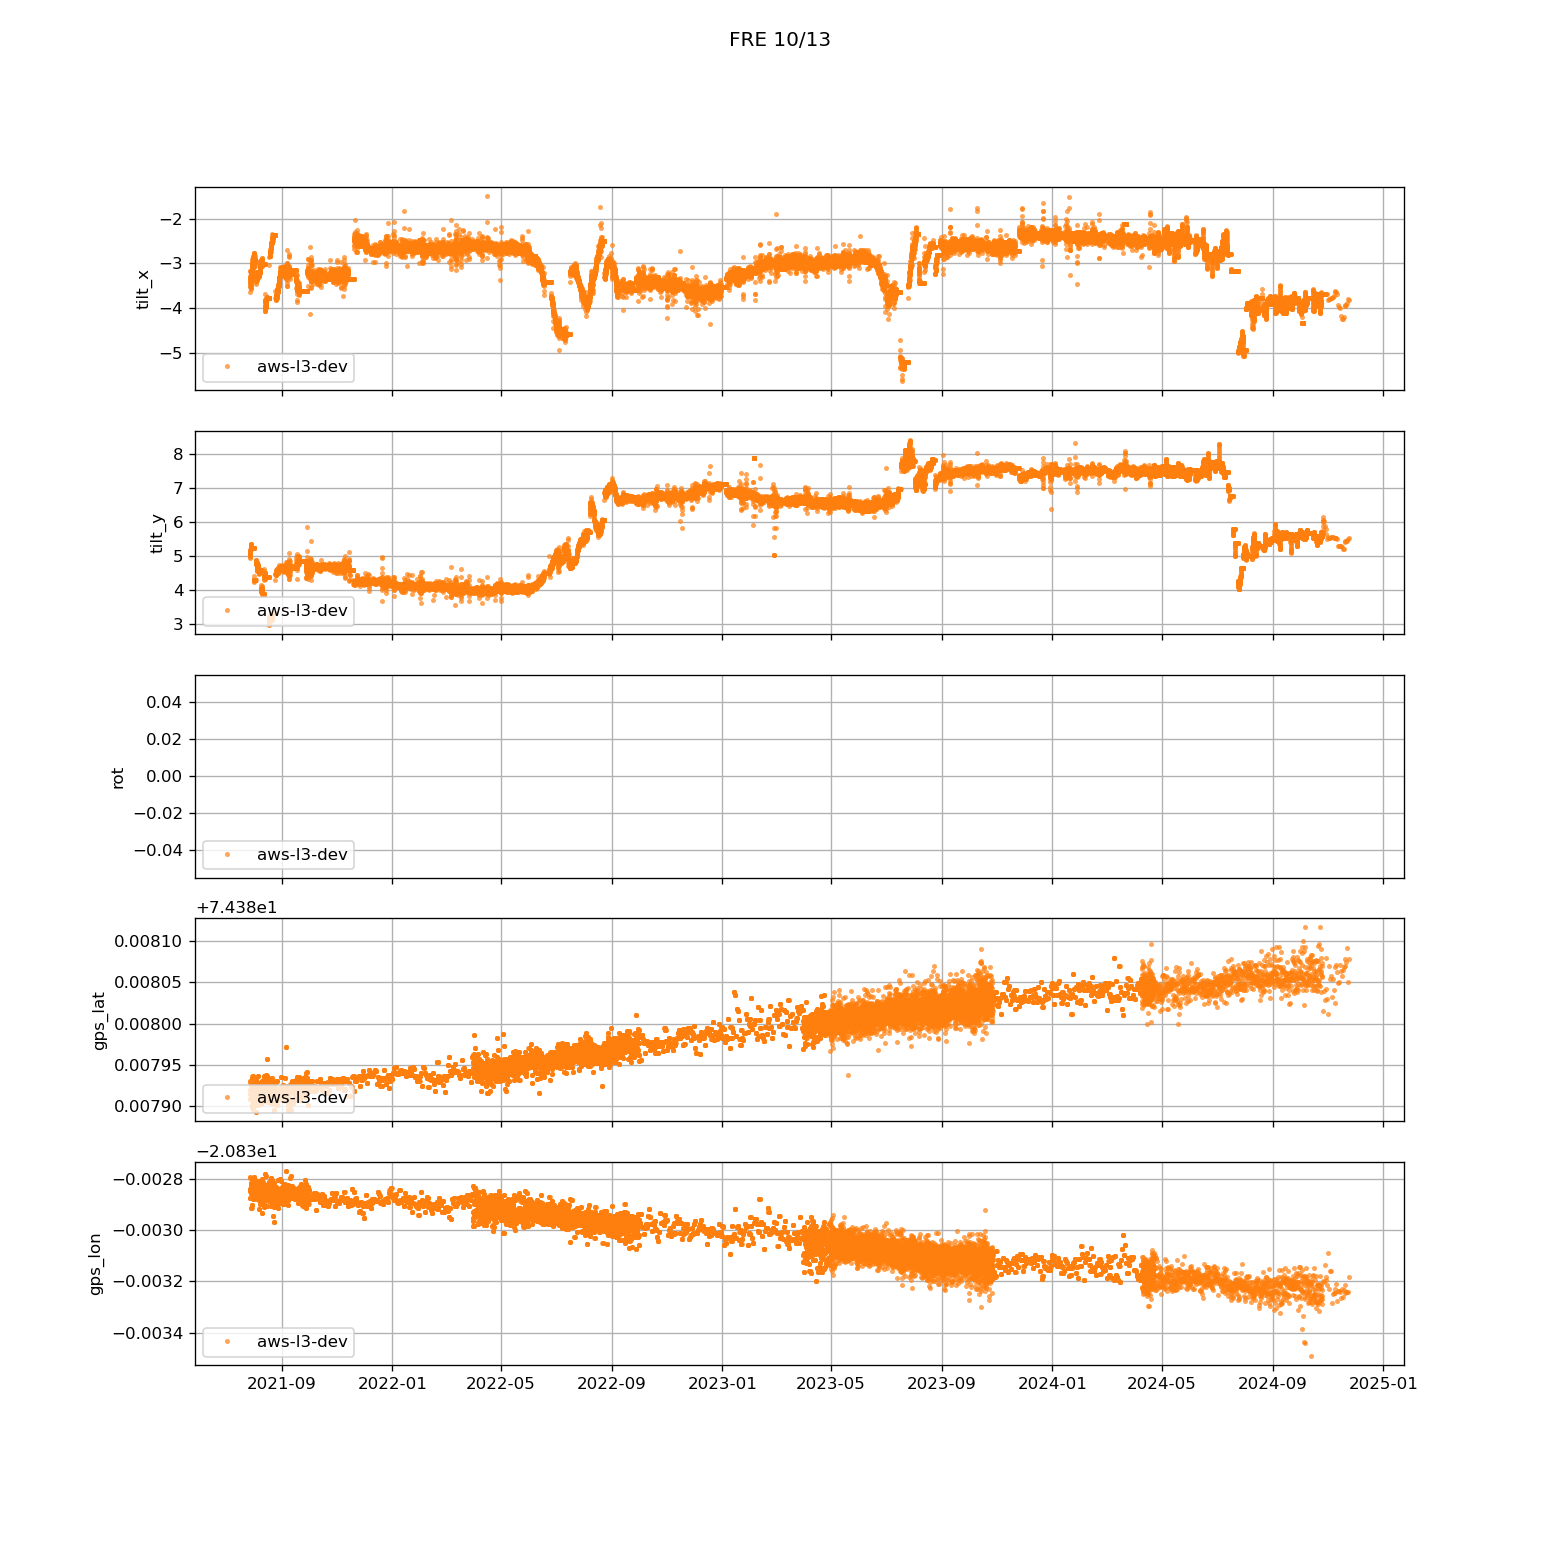 FRE 10/13
tilt_x
−2
−3
−4
−5
aws-l3-dev
tilt_y
8
7
6
5
4
3
aws-l3-dev
rot
0.04
0.02
0.00
−0.02
−0.04
aws-l3-dev
+7.438e1
gps_lat
0.00810
0.00805
0.00800
0.00795
0.00790
aws-l3-dev
−2.083e1
gps_lon
−0.0028
−0.0030
−0.0032
−0.0034
aws-l3-dev
2021-09 2022-01 2022-05 2022-09 2023-01 2023-05 2023-09 2024-01 2024-05 2024-09 2025-01